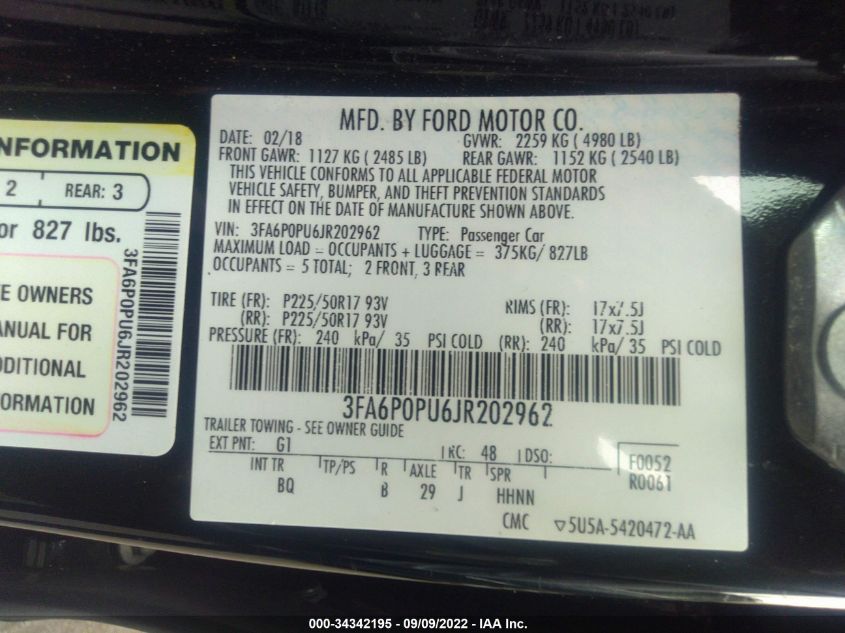 MFD. BY FORD MOTOR CO.
DATE: 02/18 GVWR: 2259 KG ( 4980 LB)
FRONT GAWR: 1127 KG ( 2485 LB) REAR GAWR: 1152 KG ( 2540 LB)
THIS VEHICLE CONFORMS TO ALL APPLICABLE FEDERAL MOTOR
VEHICLE SAFETY, BUMPER, AND THEFT PREVENTION STANDARDS
IN EFFECT ON THE DATE OF MANUFACTURE SHOWN ABOVE.
VIN: 3FA6P0PU6JR202962 TYPE: Passenger Car
MAXIMUM LOAD = OCCUPANTS + LUGGAGE = 375KG/ 827LB
OCCUPANTS = 5 TOTAL; 2 FRONT, 3 REAR
TIRE (FR): P225/50R17 93V RIMS (FR): 17x7.5J
(RR): P225/50R17 93V (RR): 17x7.5J
PRESSURE (FR): 240 kPa/ 35 PSI COLD (RR): 240 kPa/ 35 PSI COLD
3FA6P0PU6JR202962
TRAILER TOWING - SEE OWNER GUIDE
EXT PNT: G1 RC: 48 DSO: F0052
INT TR TP/PS R AXLE TR SPR R0061
BQ B 29 J HHNN
CMC ▽5U5A-5420472-AA
NFORMATION
2 REAR: 3
or 827 lbs.
3FA6P0PU6JR202962
E OWNERS
ANUAL FOR
DDITIONAL
FORMATION
000-34342195 - 09/09/2022 - IAA Inc.